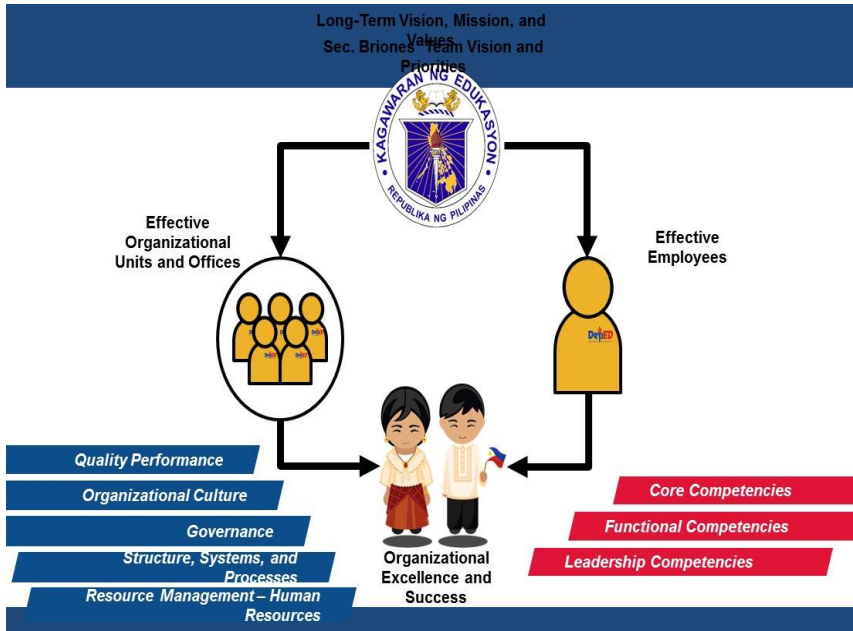 Long-Term Vision, Mission, and
Values
Sec. Briones' Team Vision and
Priorities
KAGAWARAN NG EDUKASYON
REPUBLIKA NG PILIPINAS
Effective
Organizational
Units and Offices
Effective
Employees
DepED
Quality Performance
Organizational Culture
Governance
Structure, Systems, and
Processes
Resource Management – Human
Resources
Organizational
Excellence and
Success
Core Competencies
Functional Competencies
Leadership Competencies